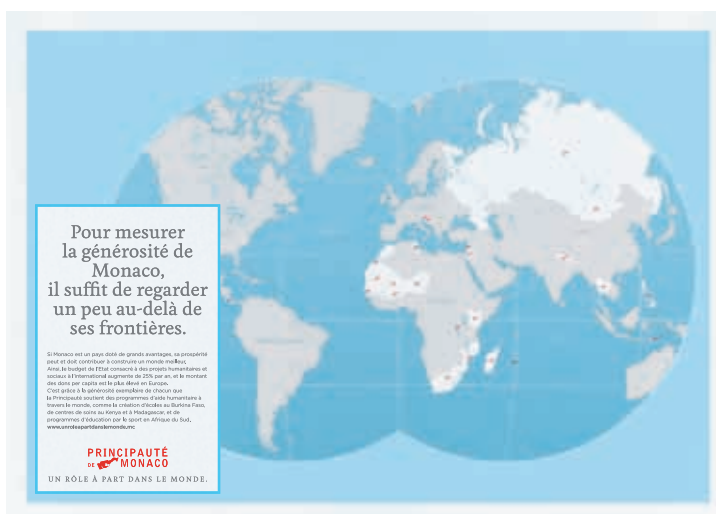 Pour mesurer
la générosité de
Monaco,
il suffit de regarder
un peu au-delà de
ses frontières.
Si Monaco est un pays doté de grands avantages, sa prospérité
peut et doit contribuer à construire un monde meilleur.
Ainsi, le budget de l'Etat consacré à des projets humanitaires et
sociaux à l'international augmente de 25% par an, et le montant
des dons per capita est le plus élevé en Europe.
C'est grâce à la générosité exemplaire de chacun que
la Principauté soutient des programmes d'aide humanitaire à
travers le monde, comme la création d'écoles au Burkina Faso,
de centres de soins au Kenya et à Madagascar, et de
programmes d'éducation par le sport en Afrique du Sud.
www.unroleapartdanslemonde.mc
PRINCIPAUTÉ
DE MONACO
UN RÔLE À PART DANS LE MONDE.